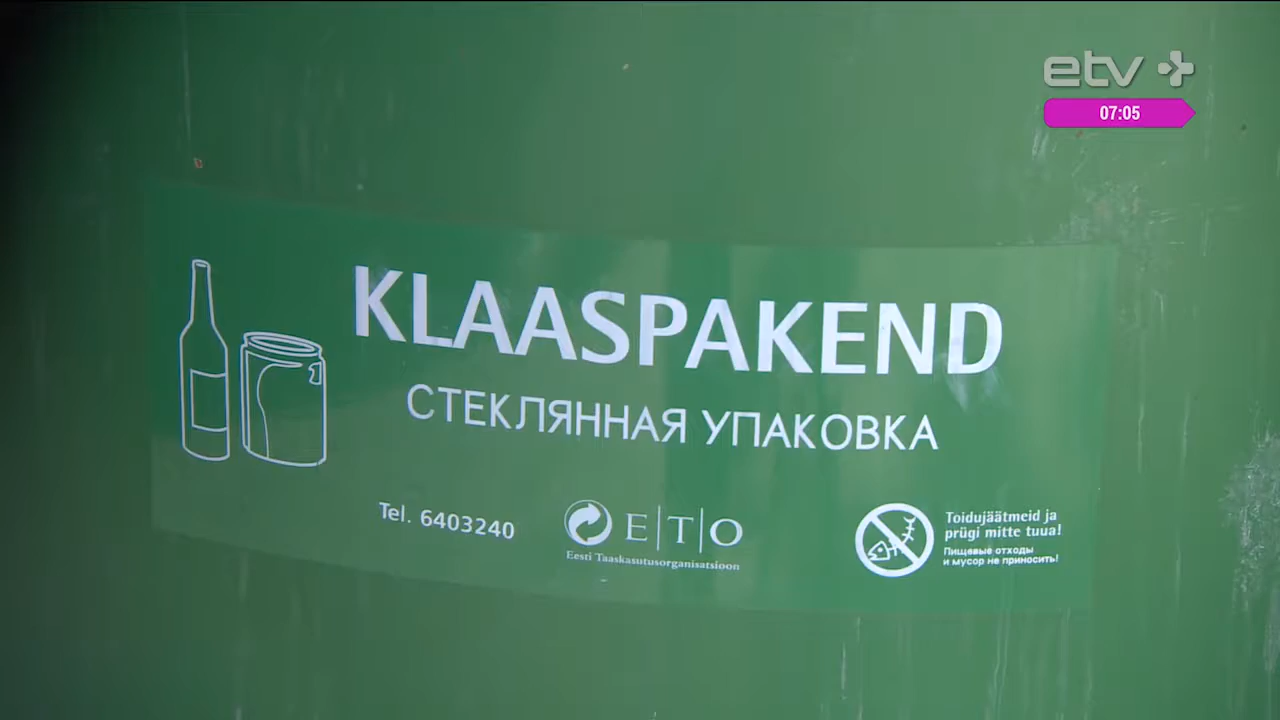 etv+
07:05
KLAASPAKEND
СТЕКЛЯННАЯ УПАКОВКА
Tel. 6403240
E|T|O
Eesti Taaskasutusorganisatsioon
Toidujäätmeid ja
prügi mitte tuua!
Пищевые отходы
и мусор не приносить!